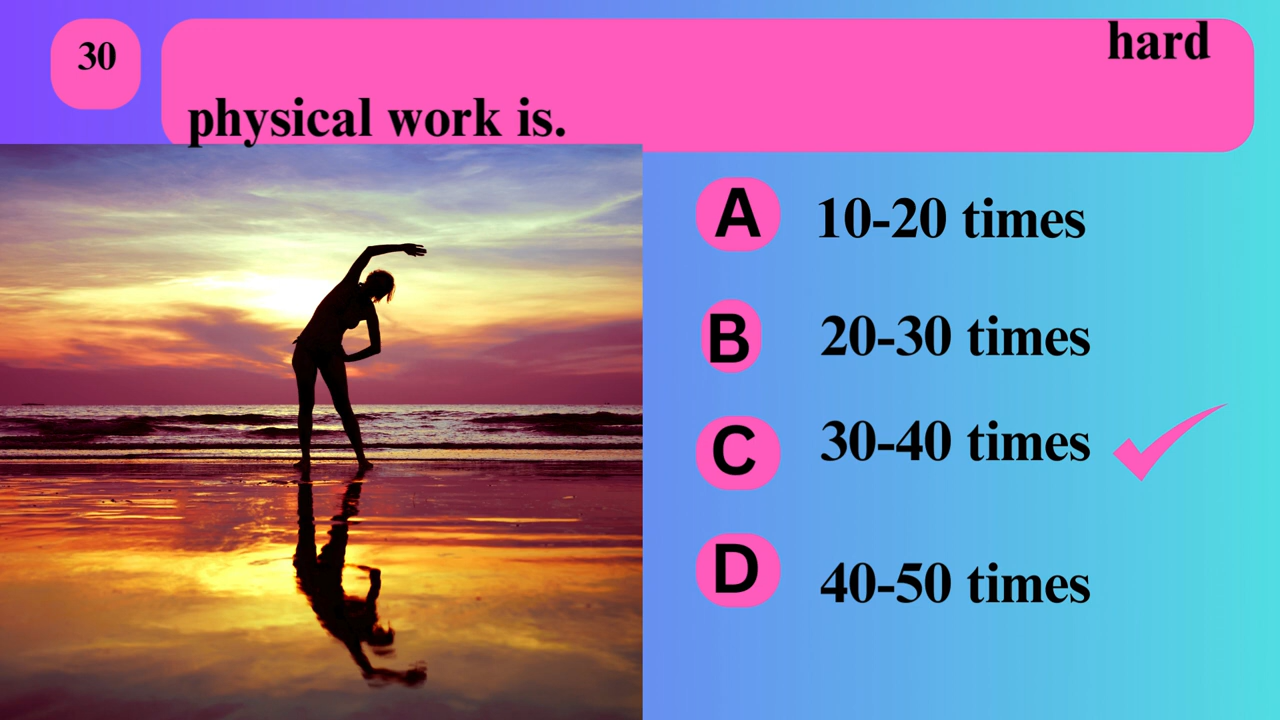 30
hard
physical work is.
A 10-20 times
B 20-30 times
C 30-40 times
D 40-50 times